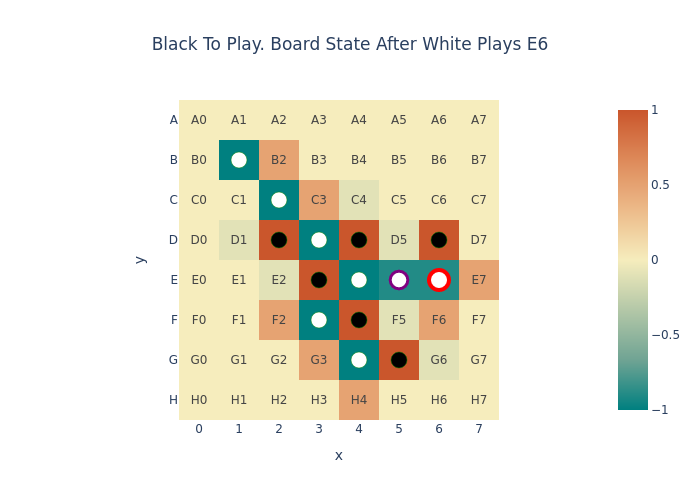 Black To Play. Board State After White Plays E6
A A0 A1 A2 A3 A4 A5 A6 A7
B B0 B2 B3 B4 B5 B6 B7
C C0 C1 C3 C4 C5 C6 C7
D D0 D1 D5 D7
E E0 E1 E2 E7
F F0 F1 F2 F5 F6 F7
G G0 G1 G2 G3 G6 G7
H H0 H1 H2 H3 H4 H5 H6 H7
0 1 2 3 4 5 6 7
x
y
1
0.5
0
−0.5
−1